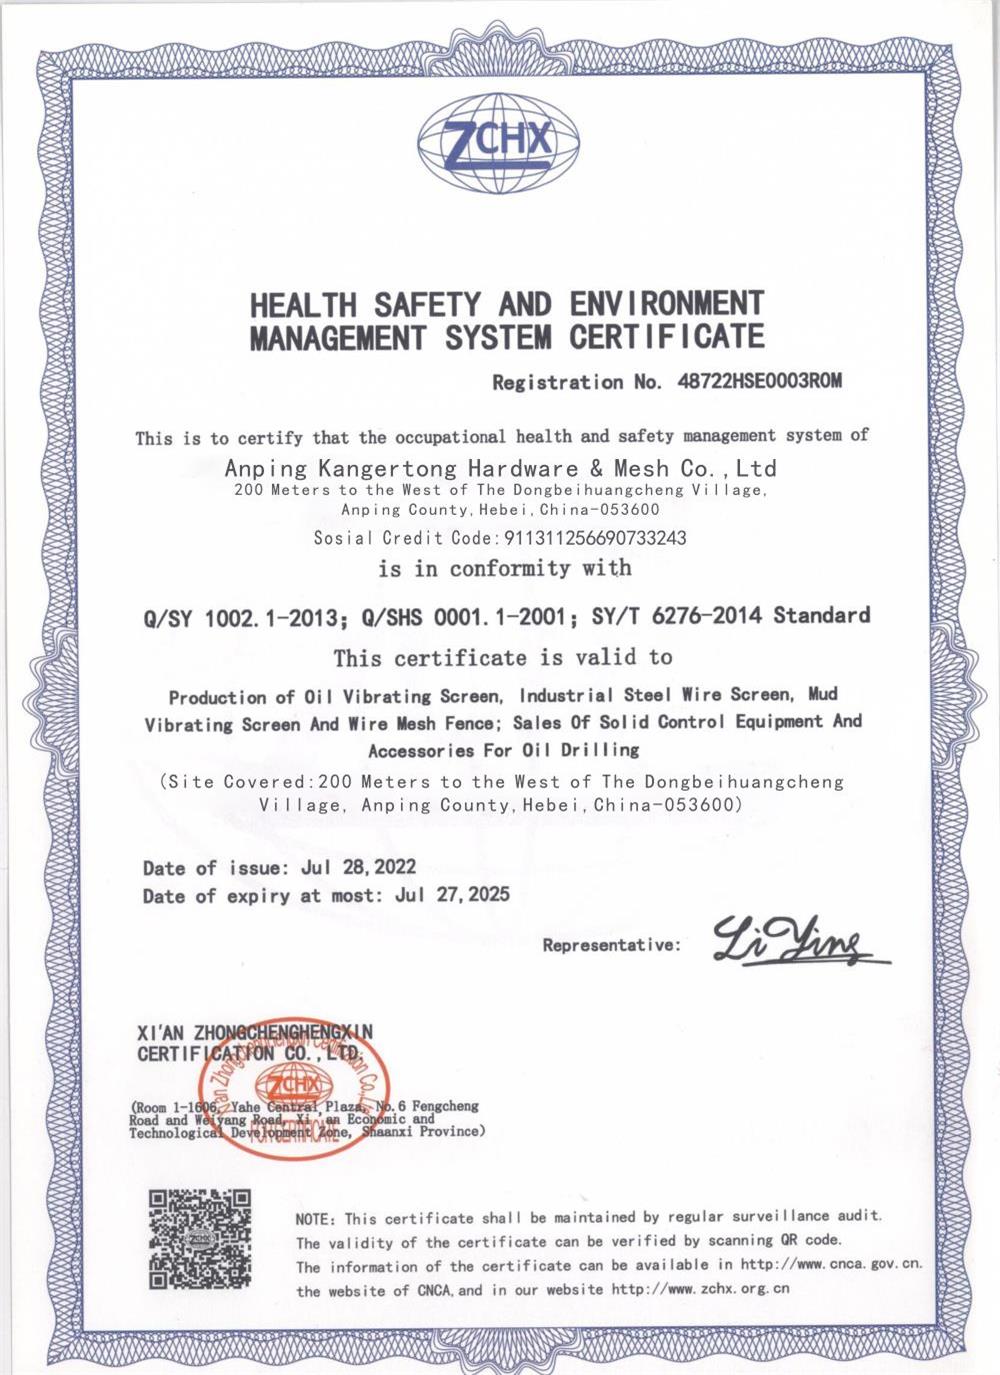 ZCHX
HEALTH SAFETY AND ENVIRONMENT
MANAGEMENT SYSTEM CERTIFICATE
Registration No. 48722HSE0003R0M
This is to certify that the occupational health and safety management system of
Anping Kangertong Hardware & Mesh Co.,Ltd
200 Meters to the West of The Dongbeihuangcheng Village,
Anping County,Hebei,China-053600
Sosial Credit Code:911311256690733243
is in conformity with
Q/SY 1002.1-2013; Q/SHS 0001.1-2001; SY/T 6276-2014 Standard
This certificate is valid to
Production of Oil Vibrating Screen, Industrial Steel Wire Screen, Mud
Vibrating Screen And Wire Mesh Fence; Sales Of Solid Control Equipment And
Accessories For Oil Drilling
(Site Covered:200 Meters to the West of The Dongbeihuangcheng
Village, Anping County,Hebei,China-053600)
Date of issue: Jul 28,2022
Date of expiry at most: Jul 27,2025
Representative: Li Ying
XI'AN ZHONGCHENGHENGXIN
CERTIFICATION CO.,LTD.
ZCHX
(Room 1-1606, Yahe Central Plaza, No.6 Fengcheng
Road and Weiyang Road, Xi'an Economic and
Technological Development Zone, Shaanxi Province)
ZCHX
NOTE: This certificate shall be maintained by regular surveillance audit.
The validity of the certificate can be verified by scanning QR code.
The information of the certificate can be available in http://www.cnca.gov.cn.
the website of CNCA,and in our website http://www.zchx.org.cn